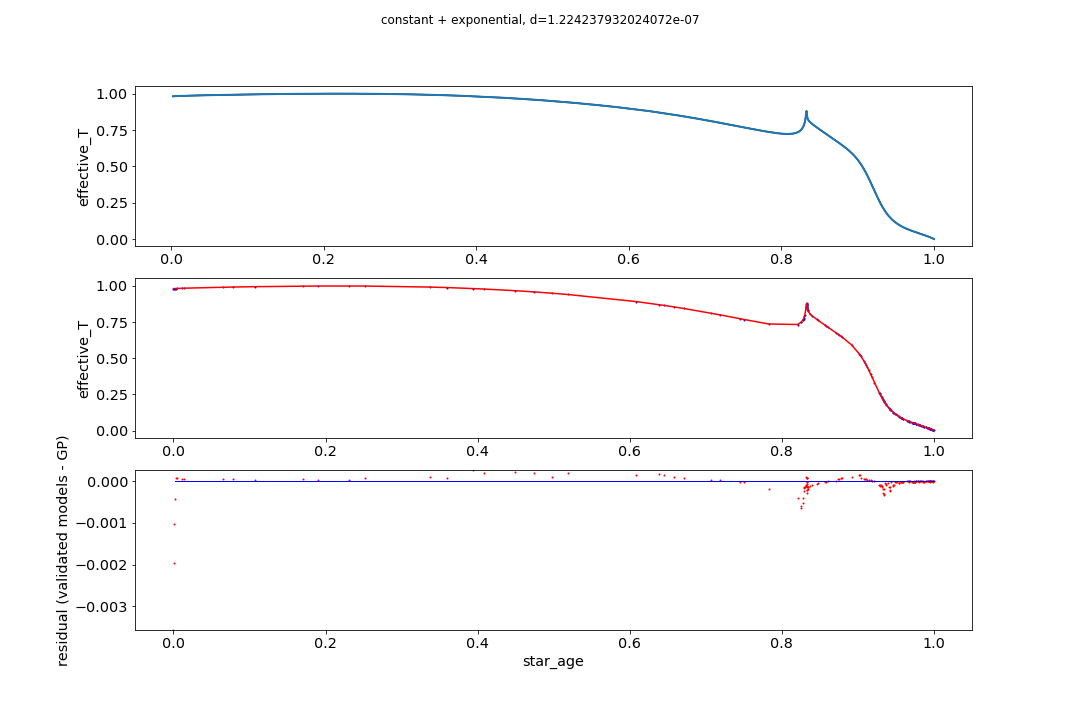 constant + exponential, d=1.224237932024072e-07
effective_T
1.00
0.75
0.50
0.25
0.00
0.0 0.2 0.4 0.6 0.8 1.0
effective_T
1.00
0.75
0.50
0.25
0.00
0.0 0.2 0.4 0.6 0.8 1.0
residual (validated models - GP)
0.000
−0.001
−0.002
−0.003
0.0 0.2 0.4 0.6 0.8 1.0
star_age